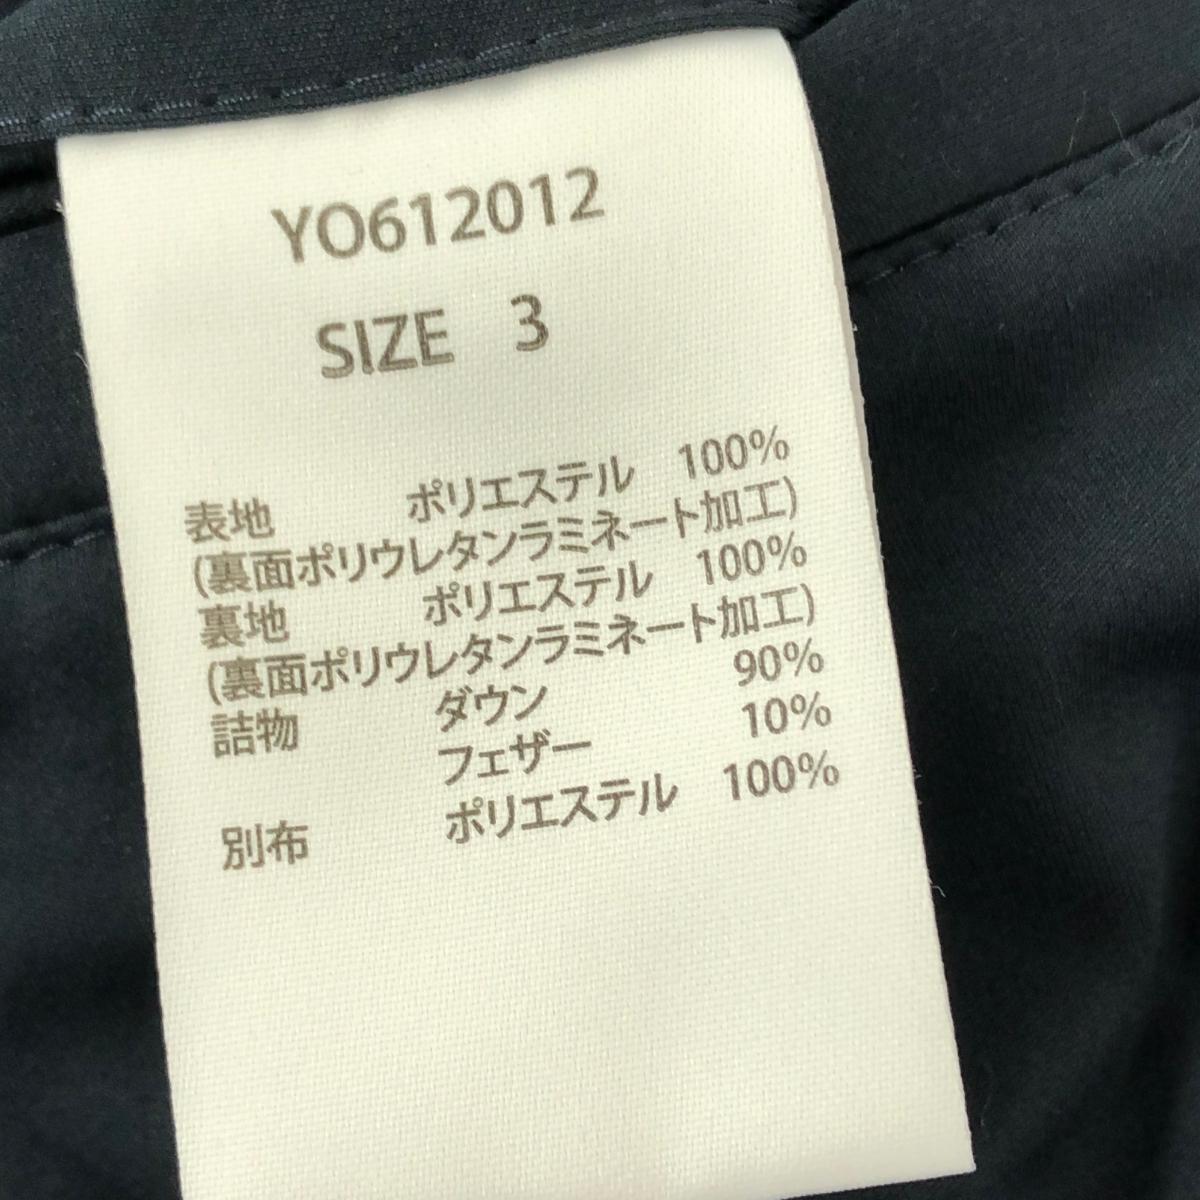 YO612012
SIZE 3
表地 ポリエステル 100%
(裏面ポリウレタンラミネート加工)
裏地 ポリエステル 100%
(裏面ポリウレタンラミネート加工)
詰物 ダウン 90%
フェザー 10%
別布 ポリエステル 100%